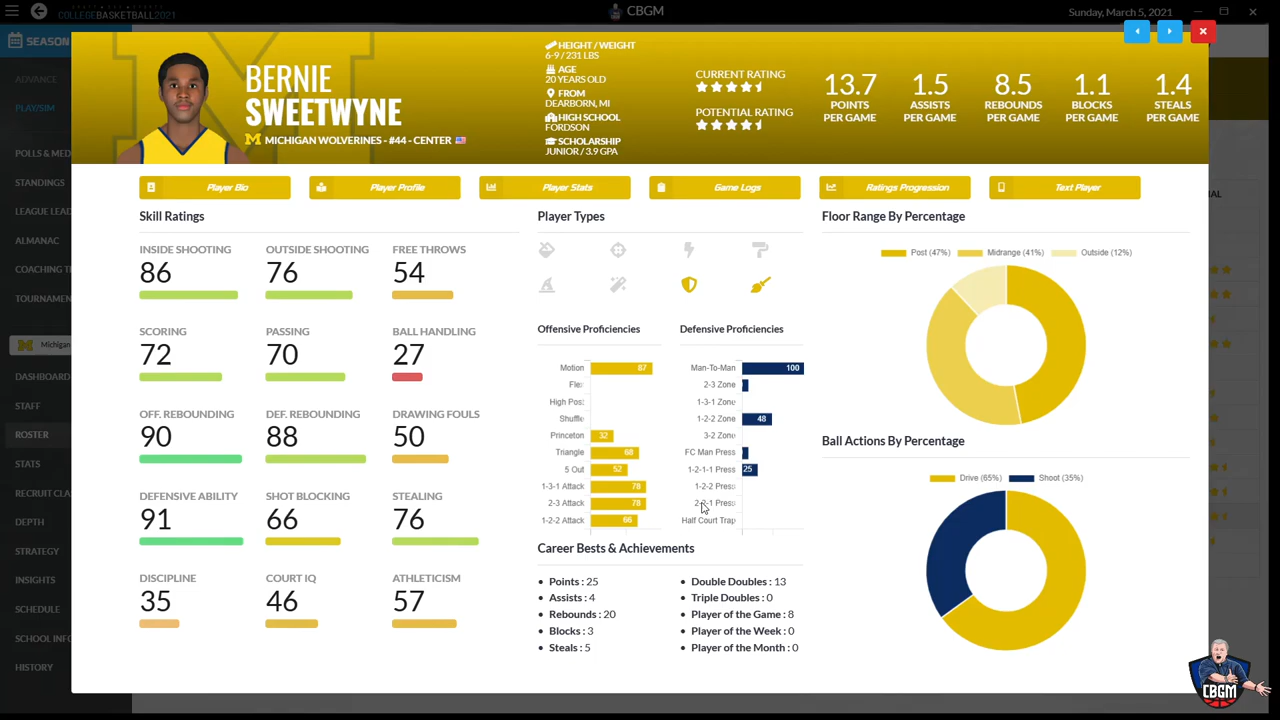 COLLEGEBASKETBALL2021
CBGM
Sunday, March 5, 2021
SEASON
ADVANCE
PLAY/SIM
POLLS & MED
STANDINGS
LEAGUE LEAD
ALMANAC
COACHING T
TOURNAMEN
Michigan
DASHBOARD
STAFF
ROSTER
STATS
RECRUIT CLA
DEPTH
STRATEGY
INSIGHTS
SCHEDULE
SCHOOL INFO
HISTORY
BERNIE
SWEETWYNE
MICHIGAN WOLVERINES - #44 - CENTER
HEIGHT / WEIGHT
6-9 / 231 LBS
AGE
20 YEARS OLD
FROM
DEARBORN, MI
HIGH SCHOOL
FORDSON
SCHOLARSHIP
JUNIOR / 3.9 GPA
CURRENT RATING
POTENTIAL RATING
13.7
POINTS
PER GAME
1.5
ASSISTS
PER GAME
8.5
REBOUNDS
PER GAME
1.1
BLOCKS
PER GAME
1.4
STEALS
PER GAME
Player Bio
Player Profile
Player Stats
Game Logs
Ratings Progression
Text Player
Skill Ratings
INSIDE SHOOTING
86
OUTSIDE SHOOTING
76
FREE THROWS
54
SCORING
72
PASSING
70
BALL HANDLING
27
OFF. REBOUNDING
90
DEF. REBOUNDING
88
DRAWING FOULS
50
DEFENSIVE ABILITY
91
SHOT BLOCKING
66
STEALING
76
DISCIPLINE
35
COURT IQ
46
ATHLETICISM
57
Player Types
Offensive Proficiencies
Motion 87
Flex
High Post
Shuffle
Princeton 32
Triangle 68
5 Out 52
1-3-1 Attack 78
2-3 Attack 78
1-2-2 Attack 66
Defensive Proficiencies
Man-To-Man 100
2-3 Zone
1-3-1 Zone
1-2-2 Zone 48
3-2 Zone
FC Man Press
1-2-1-1 Press 25
1-2-2 Press
2-2-1 Press
Half Court Trap
Career Bests & Achievements
Points : 25
Assists : 4
Rebounds : 20
Blocks : 3
Steals : 5
Double Doubles : 13
Triple Doubles : 0
Player of the Game : 8
Player of the Week : 0
Player of the Month : 0
Floor Range By Percentage
Post (47%) Midrange (41%) Outside (12%)
Ball Actions By Percentage
Drive (65%) Shoot (35%)
CBGM